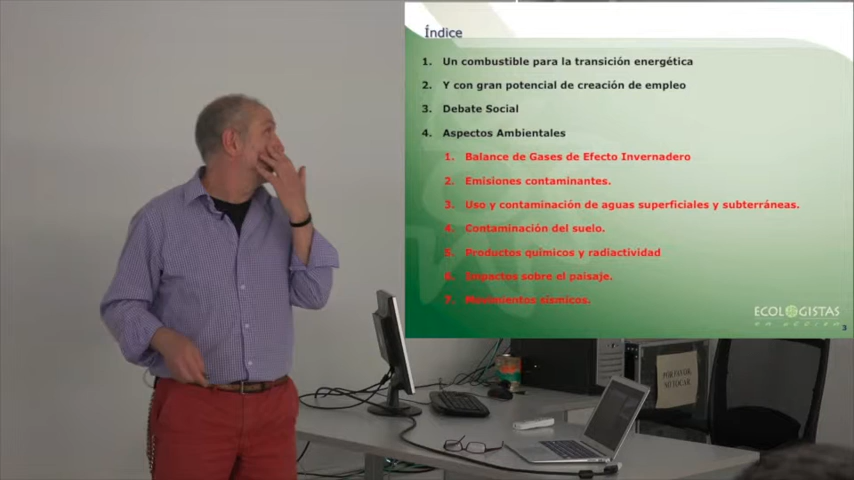 Índice
1. Un combustible para la transición energética
2. Y con gran potencial de creación de empleo
3. Debate Social
4. Aspectos Ambientales
1. Balance de Gases de Efecto Invernadero
2. Emisiones contaminantes.
3. Uso y contaminación de aguas superficiales y subterráneas.
4. Contaminación del suelo.
5. Productos químicos y radiactividad
6. Impactos sobre el paisaje.
7. Movimientos sísmicos.
ECOLOGISTAS
en acción
3
POR FAVOR
NO TOCAR